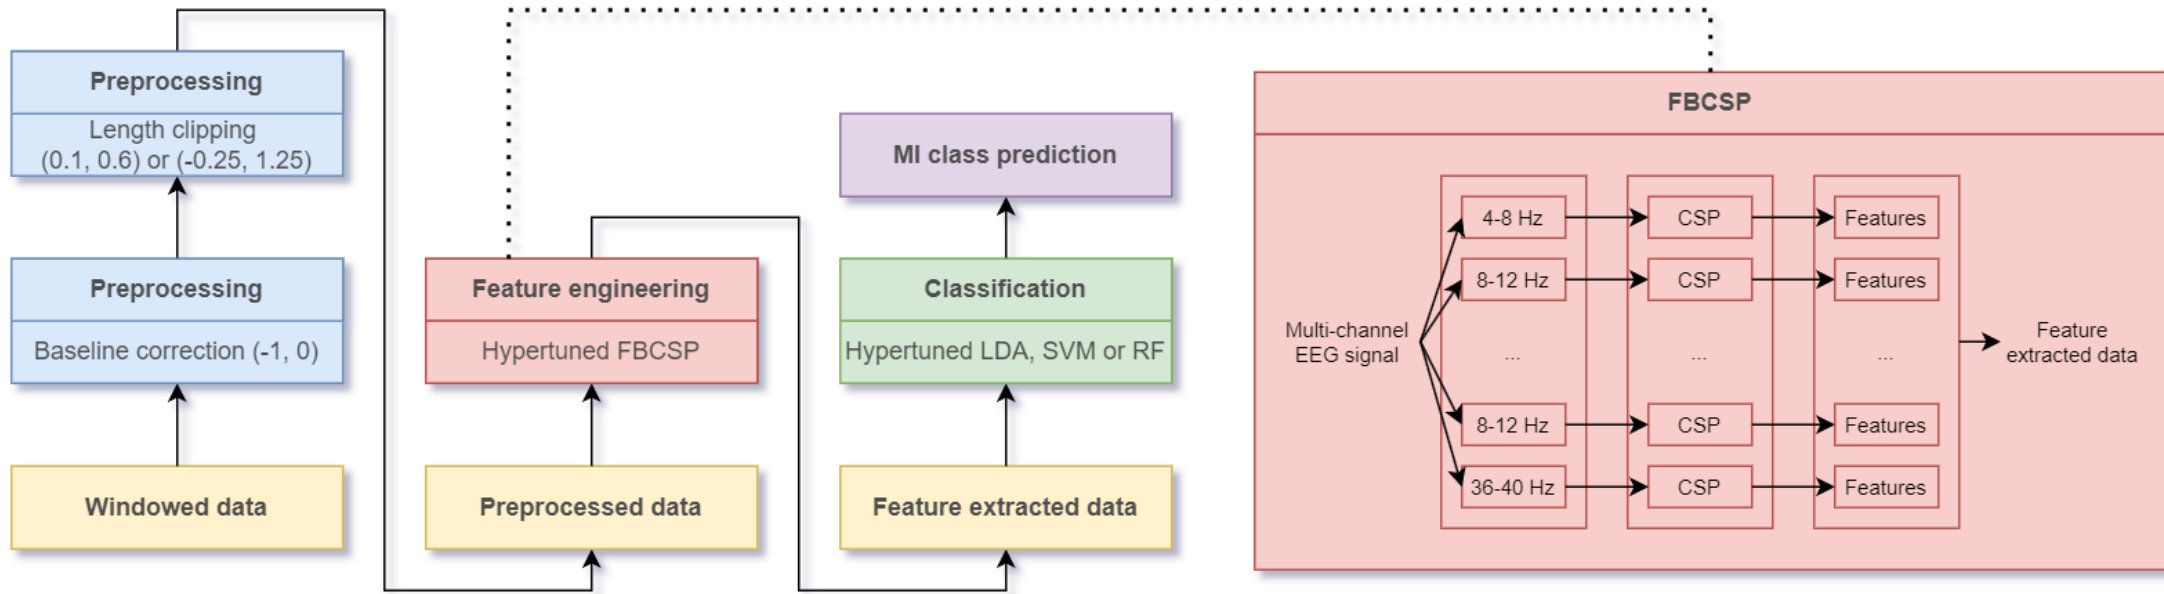 Preprocessing
Length clipping
(0.1, 0.6) or (-0.25, 1.25)
Preprocessing
Baseline correction (-1, 0)
Windowed data
Feature engineering
Hypertuned FBCSP
Preprocessed data
MI class prediction
Classification
Hypertuned LDA, SVM or RF
Feature extracted data
FBCSP
Multi-channel
EEG signal
4-8 Hz
CSP
Features
8-12 Hz
CSP
Features
...
...
...
8-12 Hz
CSP
Features
36-40 Hz
CSP
Features
Feature
extracted data